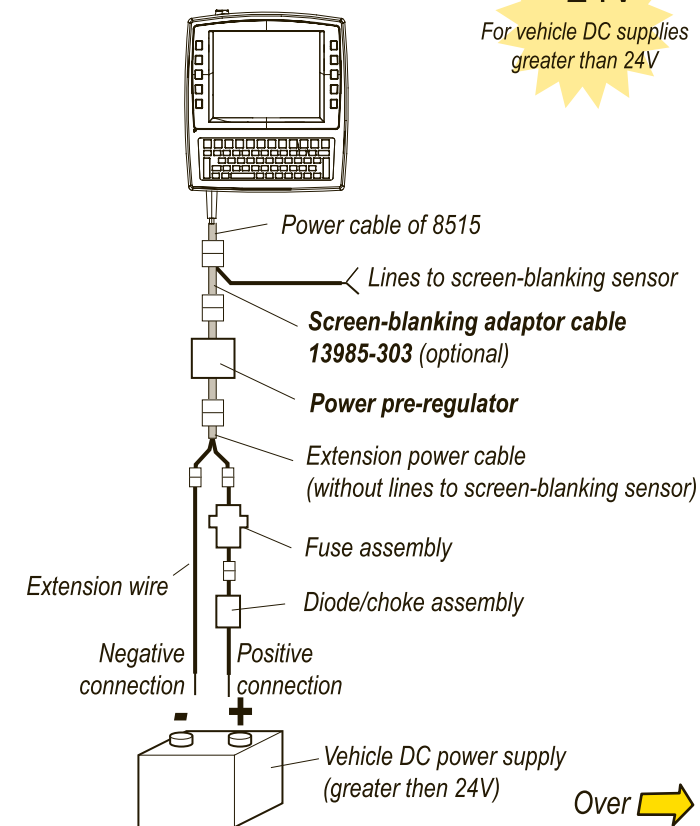 For vehicle DC supplies
greater than 24V
Power cable of 8515
Lines to screen-blanking sensor
Screen-blanking adaptor cable
13985-303 (optional)
Power pre-regulator
Extension power cable
(without lines to screen-blanking sensor)
Fuse assembly
Extension wire
Diode/choke assembly
Negative
connection
Positive
connection
- +
Vehicle DC power supply
(greater then 24V)
Over